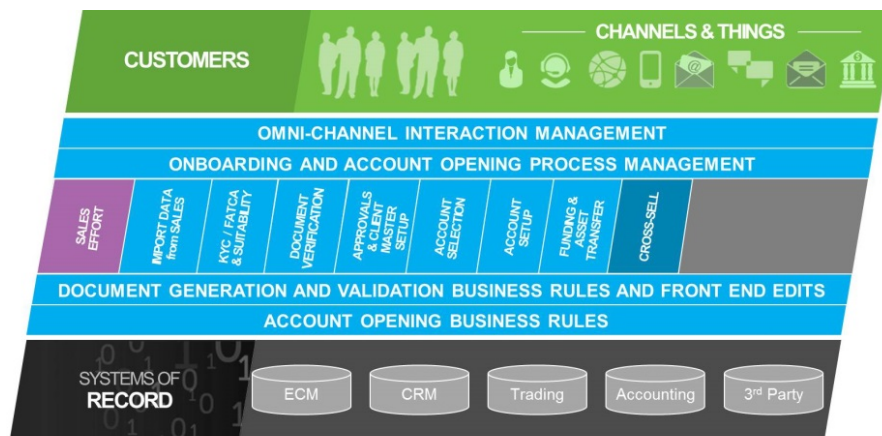 CUSTOMERS
CHANNELS & THINGS
@
$
OMNI-CHANNEL INTERACTION MANAGEMENT
ONBOARDING AND ACCOUNT OPENING PROCESS MANAGEMENT
SALES
EFFORT
IMPORT DATA
from SALES
KYC / FATCA
& SUITABILITY
DOCUMENT
VERIFICATION
APPROVALS
& CLIENT
MASTER
SETUP
ACCOUNT
SELECTION
ACCOUNT
SETUP
FUNDING &
ASSET
TRANSFER
CROSS-SELL
DOCUMENT GENERATION AND VALIDATION BUSINESS RULES AND FRONT END EDITS
ACCOUNT OPENING BUSINESS RULES
SYSTEMS OF
RECORD
ECM
CRM
Trading
Accounting
3rd Party